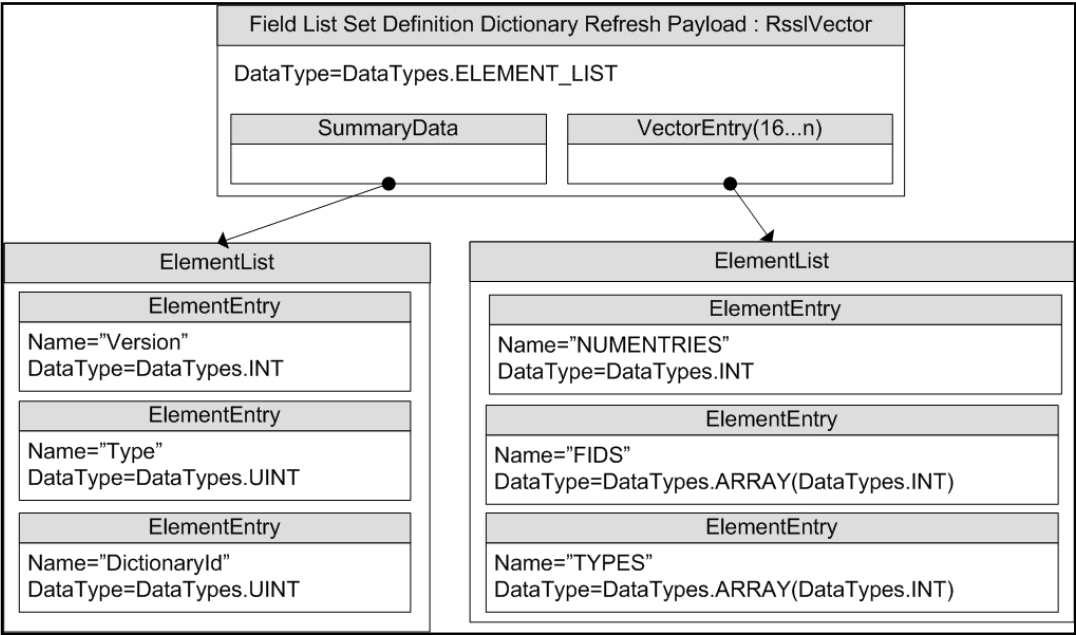 Field List Set Definition Dictionary Refresh Payload : RsslVector
DataType=DataTypes.ELEMENT_LIST
SummaryData
VectorEntry(16...n)
ElementList
ElementEntry
Name=”Version”
DataType=DataTypes.INT
ElementEntry
Name=”Type”
DataType=DataTypes.UINT
ElementEntry
Name=”DictionaryId”
DataType=DataTypes.UINT
ElementList
ElementEntry
Name=”NUMENTRIES”
DataType=DataTypes.INT
ElementEntry
Name=”FIDS”
DataType=DataTypes.ARRAY(DataTypes.INT)
ElementEntry
Name=”TYPES”
DataType=DataTypes.ARRAY(DataTypes.INT)